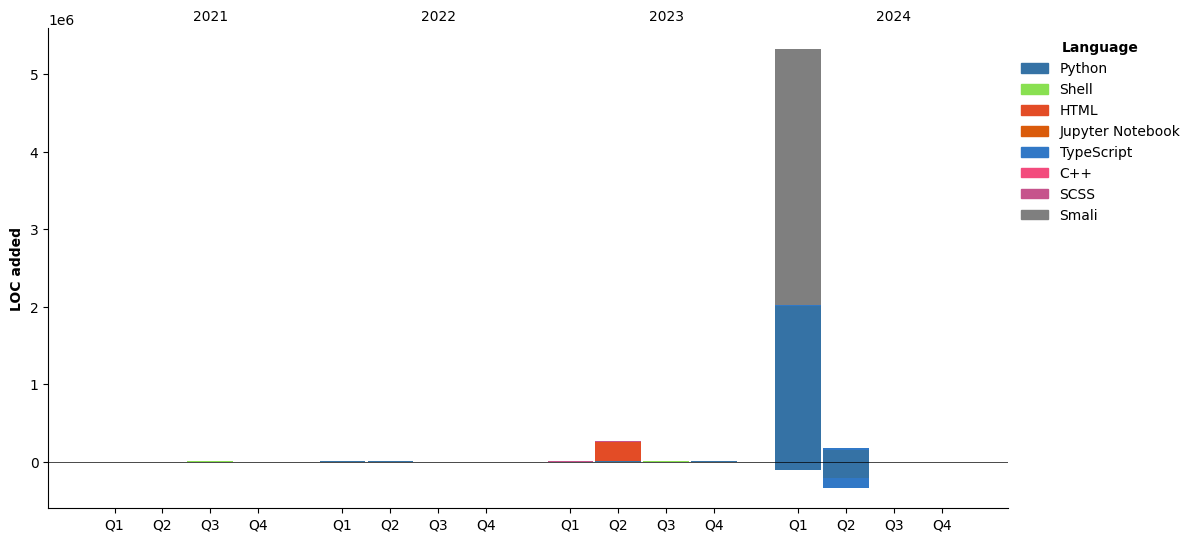 1e6
2021 2022 2023 2024
Language
Python
Shell
HTML
Jupyter Notebook
TypeScript
C++
SCSS
Smali
LOC added
5
4
3
2
1
0
Q1 Q2 Q3 Q4 Q1 Q2 Q3 Q4 Q1 Q2 Q3 Q4 Q1 Q2 Q3 Q4